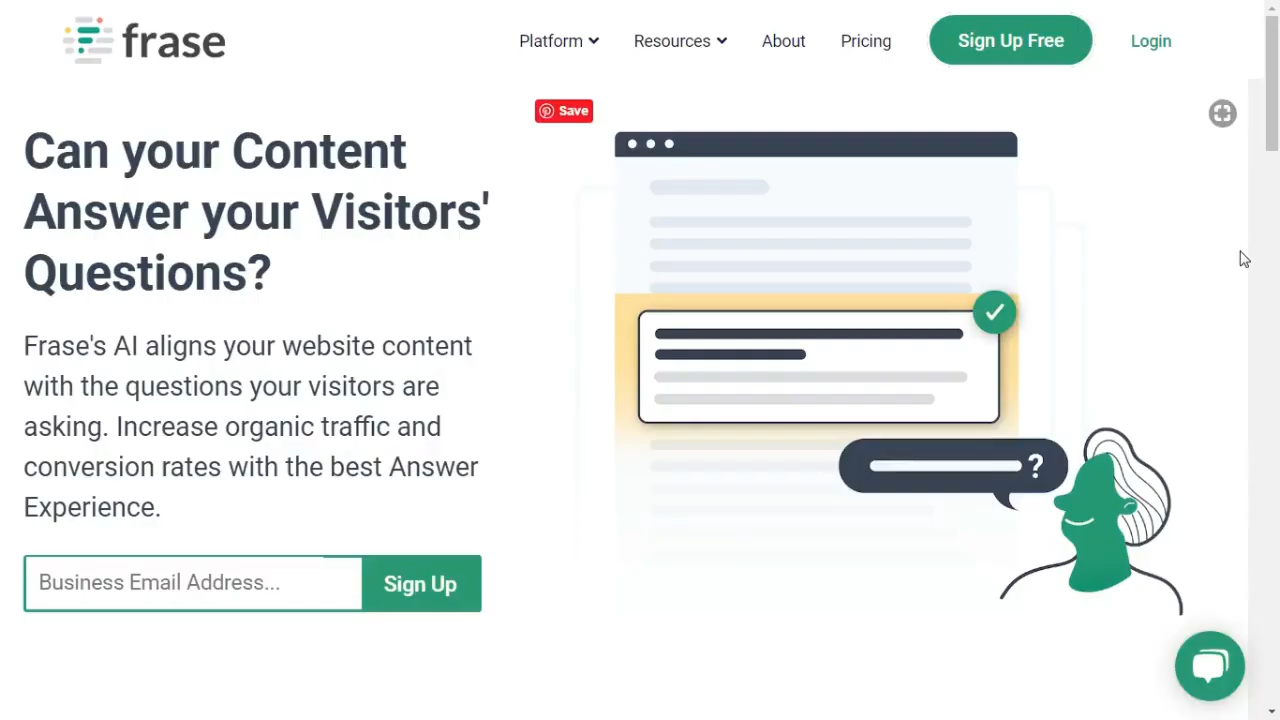 frase
Platform
Resources
About
Pricing
Sign Up Free
Login
Save
Can your Content
Answer your Visitors'
Questions?
Frase's AI aligns your website content
with the questions your visitors are
asking. Increase organic traffic and
conversion rates with the best Answer
Experience.
Business Email Address...
Sign Up
?